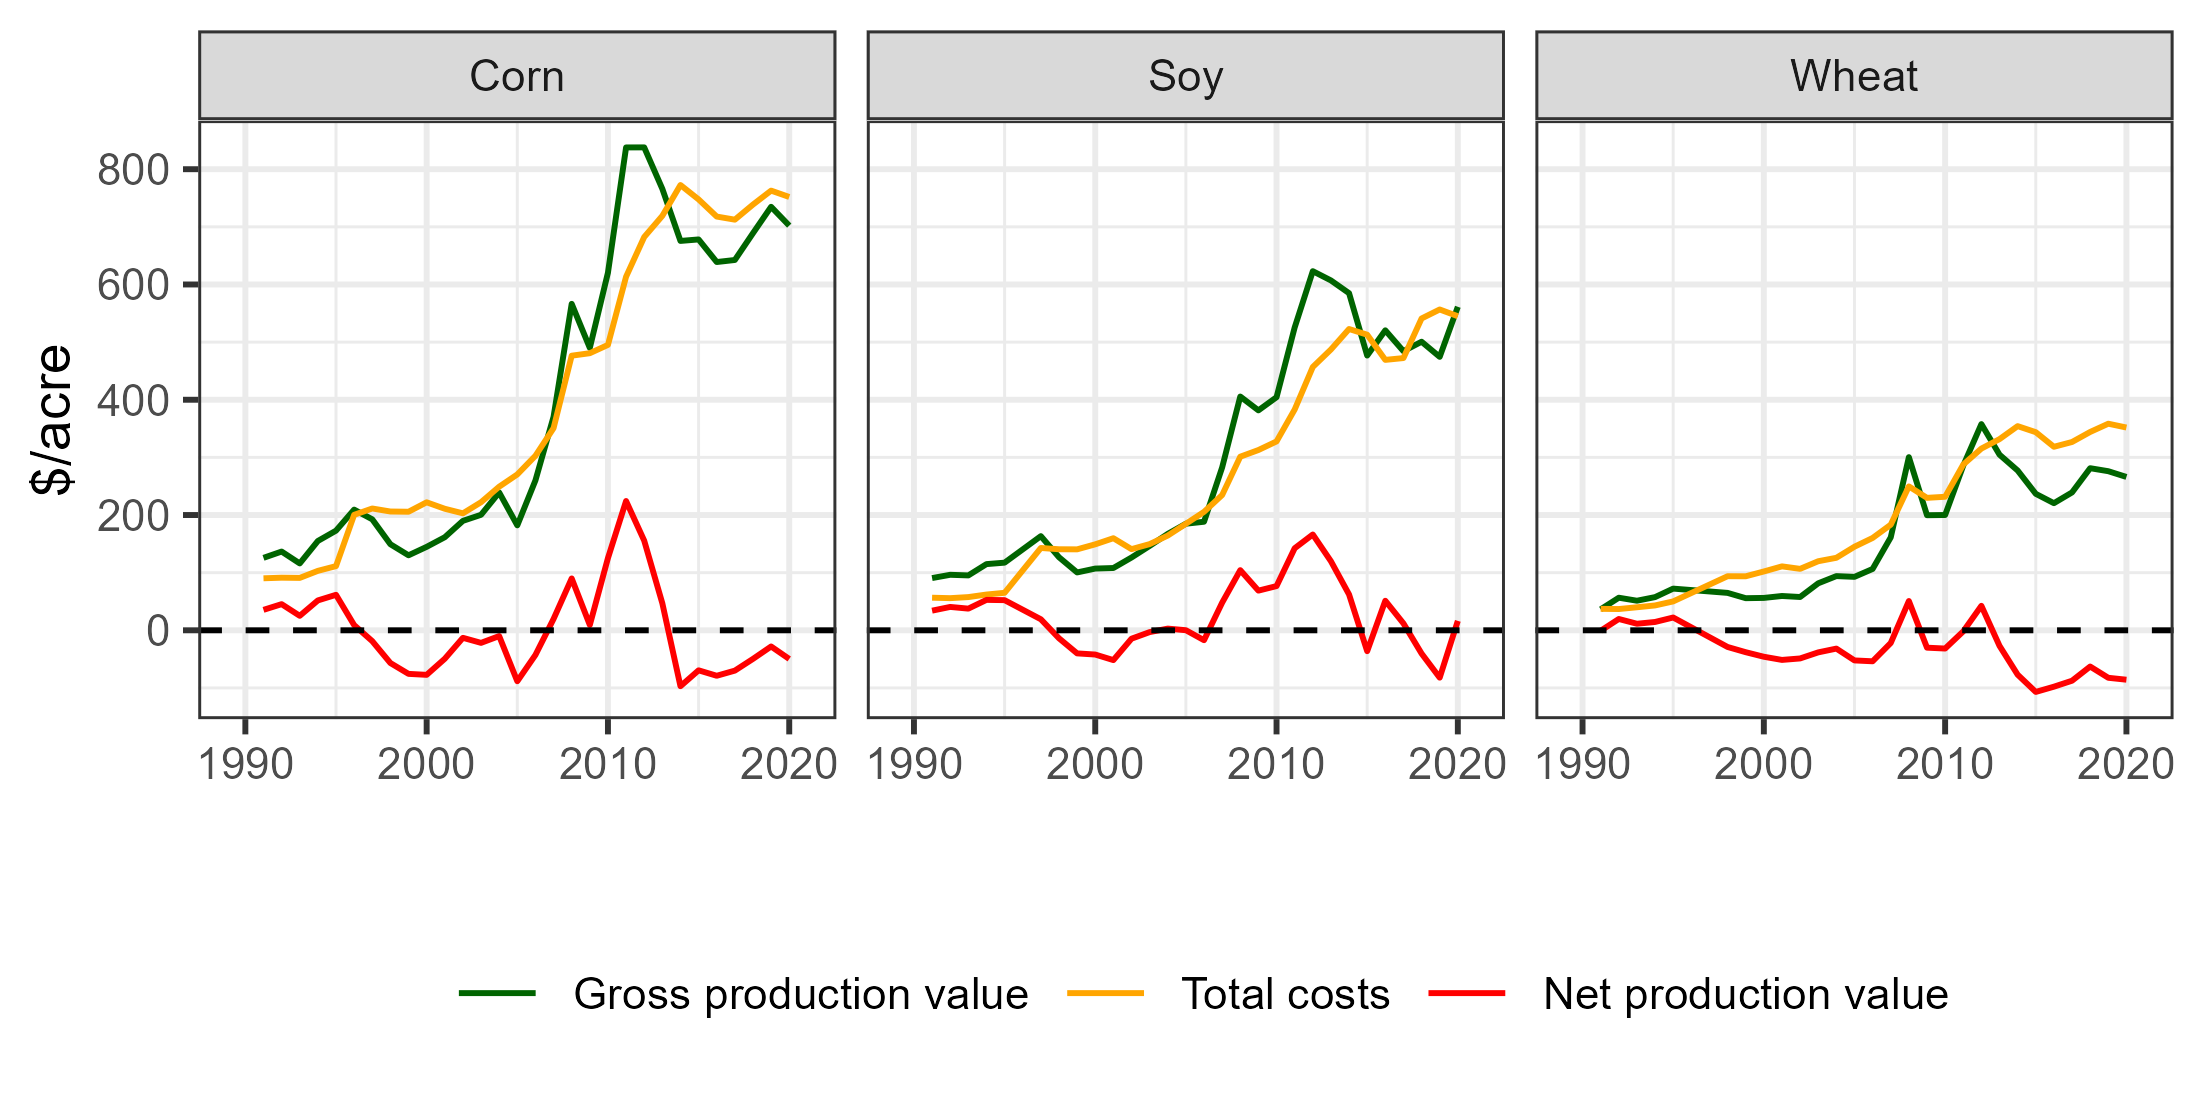 Corn Soy Wheat
$/acre
800
600
400
200
0
1990 2000 2010 2020 1990 2000 2010 2020 1990 2000 2010 2020
Gross production value Total costs Net production value